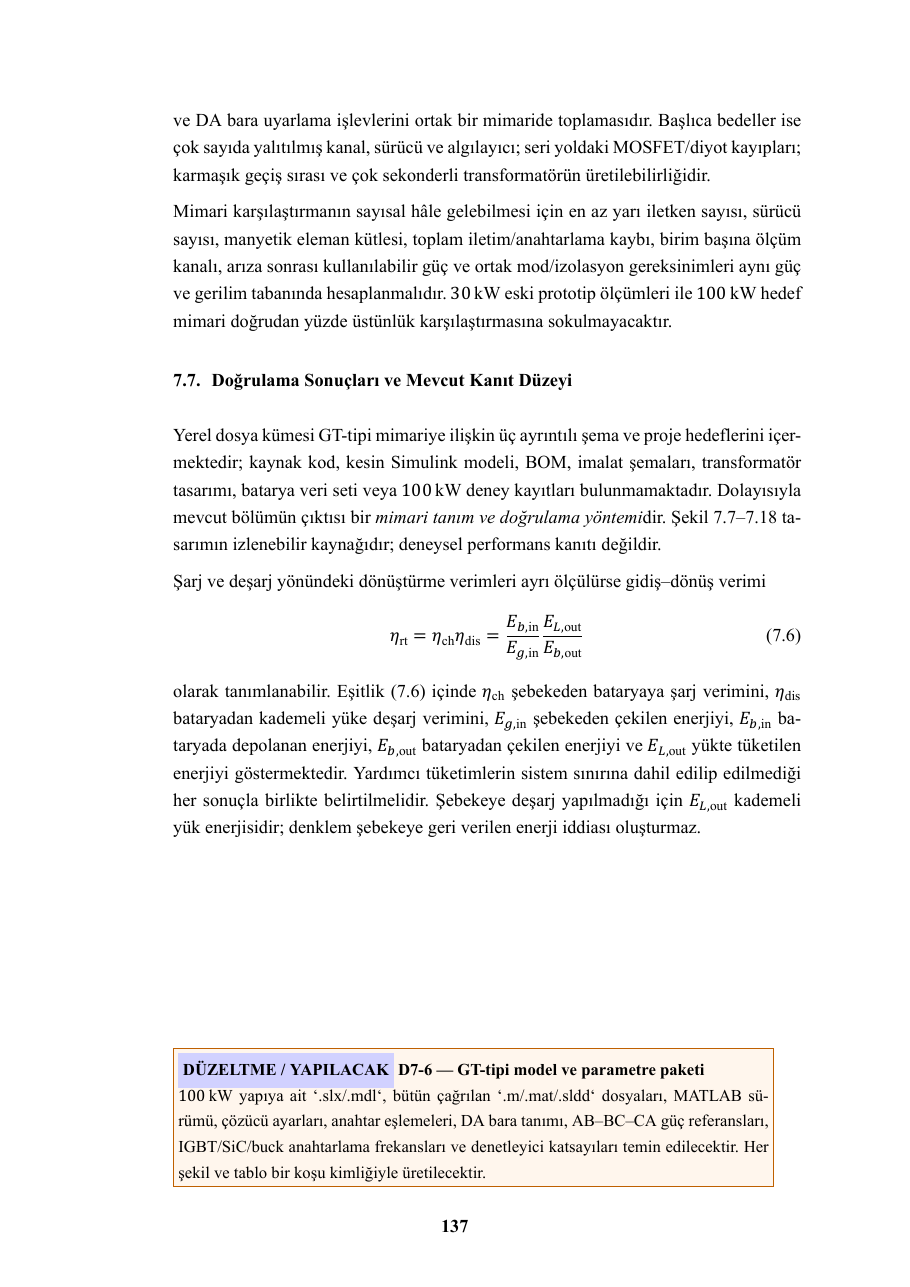 ve DA bara uyarlama işlevlerini ortak bir mimaride toplamasıdır. Başlıca bedeller ise
çok sayıda yalıtılmış kanal, sürücü ve algılayıcı; seri yoldaki MOSFET/diyot kayıpları;
karmaşık geçiş sırası ve çok sekonderli transformatörün üretilebilirliğidir.
Mimari karşılaştırmanın sayısal hâle gelebilmesi için en az yarı iletken sayısı, sürücü
sayısı, manyetik eleman kütlesi, toplam iletim/anahtarlama kaybı, birim başına ölçüm
kanalı, arıza sonrası kullanılabilir güç ve ortak mod/izolasyon gereksinimleri aynı güç
ve gerilim tabanında hesaplanmalıdır. 30 kW eski prototip ölçümleri ile 100 kW hedef
mimari doğrudan yüzde üstünlük karşılaştırmasına sokulmayacaktır.
7.7. Doğrulama Sonuçları ve Mevcut Kanıt Düzeyi
Yerel dosya kümesi GT-tipi mimariye ilişkin üç ayrıntılı şema ve proje hedeflerini içer-
mektedir; kaynak kod, kesin Simulink modeli, BOM, imalat şemaları, transformatör
tasarımı, batarya veri seti veya 100 kW deney kayıtları bulunmamaktadır. Dolayısıyla
mevcut bölümün çıktısı bir mimari tanım ve doğrulama yöntemidir. Şekil 7.7–7.18 ta-
sarımın izlenebilir kaynağıdır; deneysel performans kanıtı değildir.
Şarj ve deşarj yönündeki dönüştürme verimleri ayrı ölçülürse gidiş–dönüş verimi
η_rt = η_ch η_dis = E_b,in/E_g,in E_L,out/E_b,out (7.6)
olarak tanımlanabilir. Eşitlik (7.6) içinde η_ch şebekeden bataryaya şarj verimini, η_dis
bataryadan kademeli yüke deşarj verimini, E_g,in şebekeden çekilen enerjiyi, E_b,in ba-
taryada depolanan enerjiyi, E_b,out bataryadan çekilen enerjiyi ve E_L,out yükte tüketilen
enerjiyi göstermektedir. Yardımcı tüketimlerin sistem sınırına dahil edilip edilmediği
her sonuçla birlikte belirtilmelidir. Şebekeye deşarj yapılmadığı için E_L,out kademeli
yük enerjisidir; denklem şebekeye geri verilen enerji iddiası oluşturmaz.
DÜZELTME / YAPILACAK D7-6 — GT-tipi model ve parametre paketi
100 kW yapıya ait ‘.slx/.mdl‘, bütün çağrılan ‘.m/.mat/.sldd‘ dosyaları, MATLAB sü-
rümü, çözücü ayarları, anahtar eşlemeleri, DA bara tanımı, AB–BC–CA güç referansları,
IGBT/SiC/buck anahtarlama frekansları ve denetleyici katsayıları temin edilecektir. Her
şekil ve tablo bir koşu kimliğiyle üretilecektir.
137